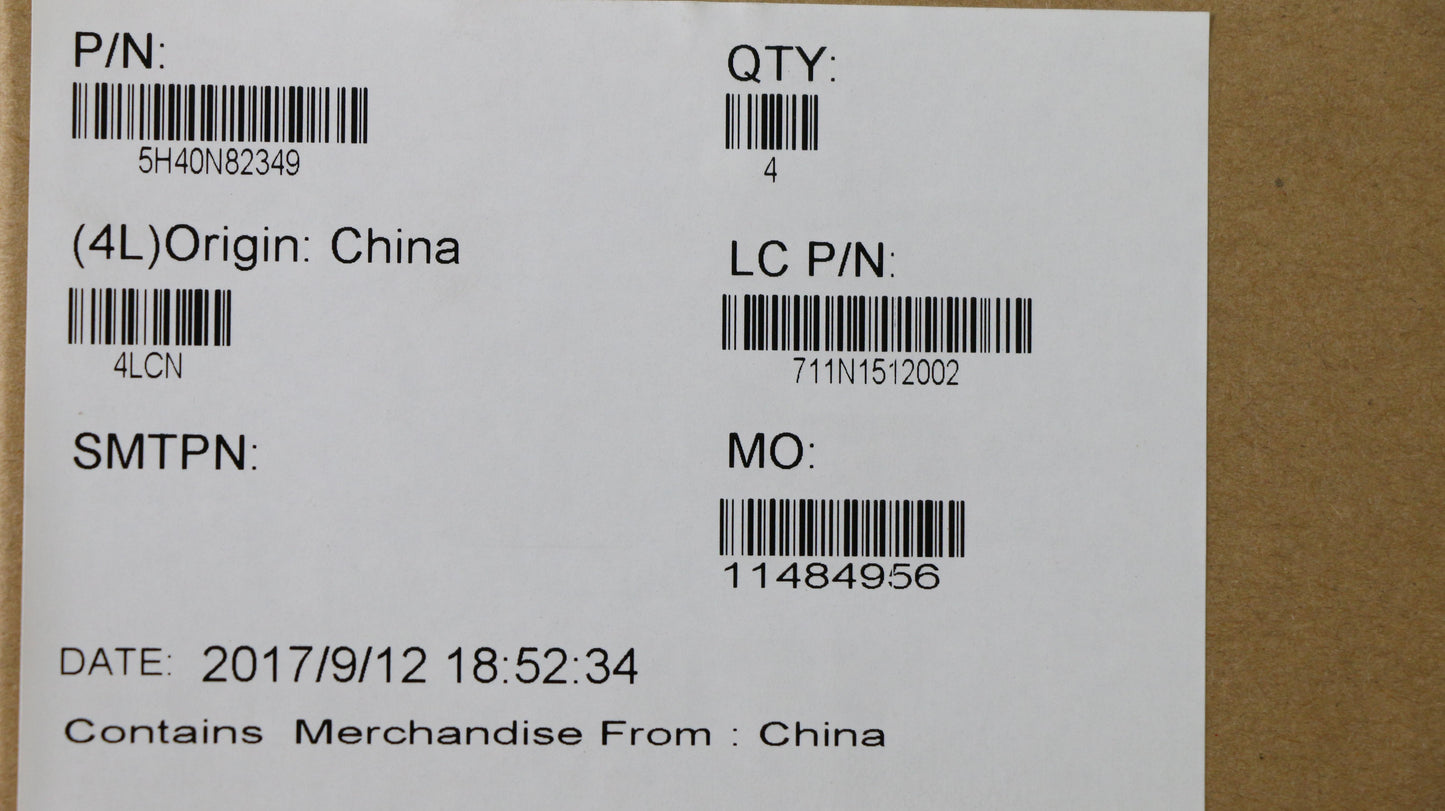 P/N:
5H40N82349
QTY:
4
(4L)Origin: China
4LCN
LC P/N:
711N1512002
SMTPN:
MO:
11484956
DATE: 2017/9/12 18:52:34
Contains Merchandise From : China